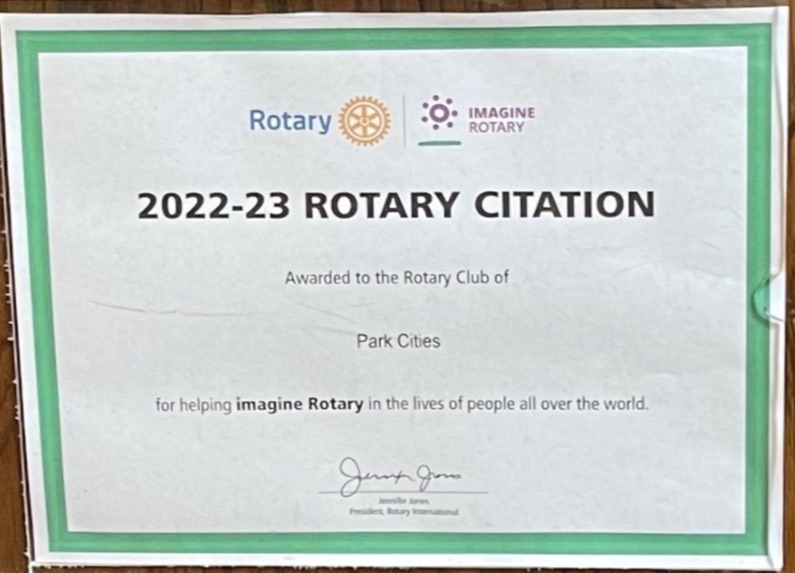 Rotary
IMAGINE
ROTARY
2022-23 ROTARY CITATION
Awarded to the Rotary Club of
Park Cities
for helping imagine Rotary in the lives of people all over the world.
Jennifer Jones
President, Rotary International